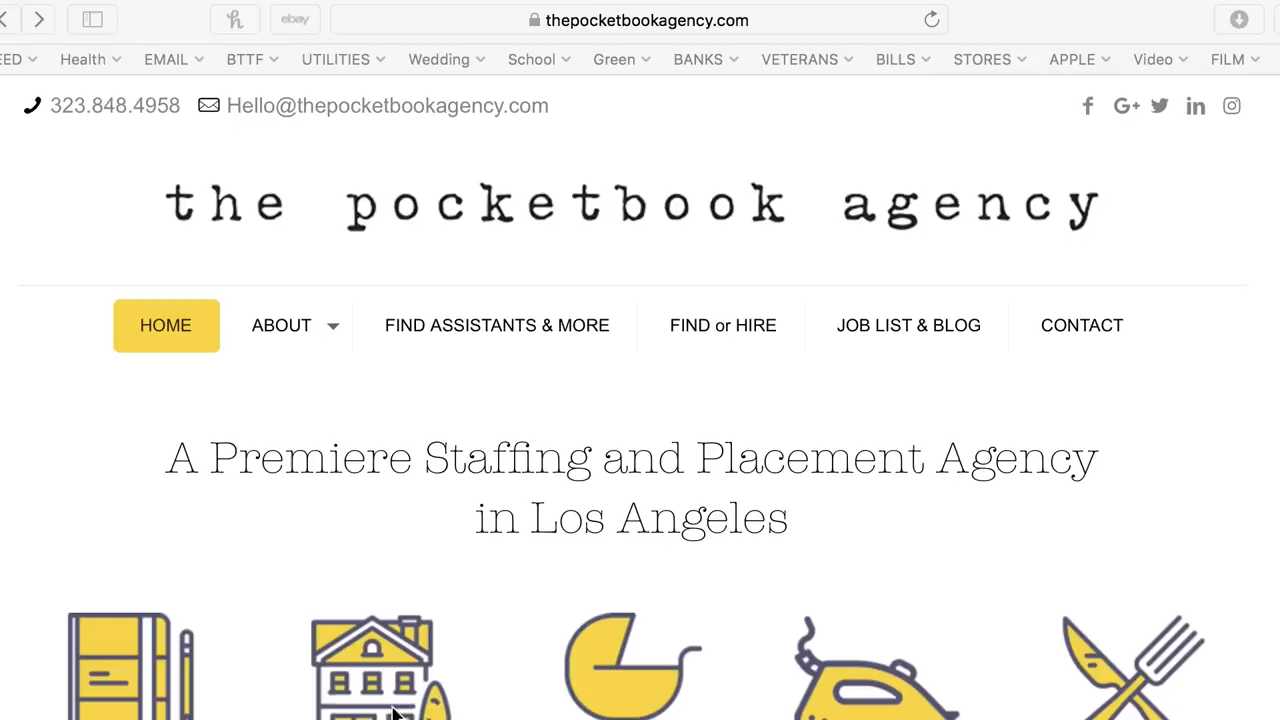 ebay
thepocketbookagency.com
EED Health EMAIL BTTF UTILITIES Wedding School Green BANKS VETERANS BILLS STORES APPLE Video FILM
323.848.4958 Hello@thepocketbookagency.com
the pocketbook agency
HOME ABOUT FIND ASSISTANTS & MORE FIND or HIRE JOB LIST & BLOG CONTACT
A Premiere Staffing and Placement Agency
in Los Angeles